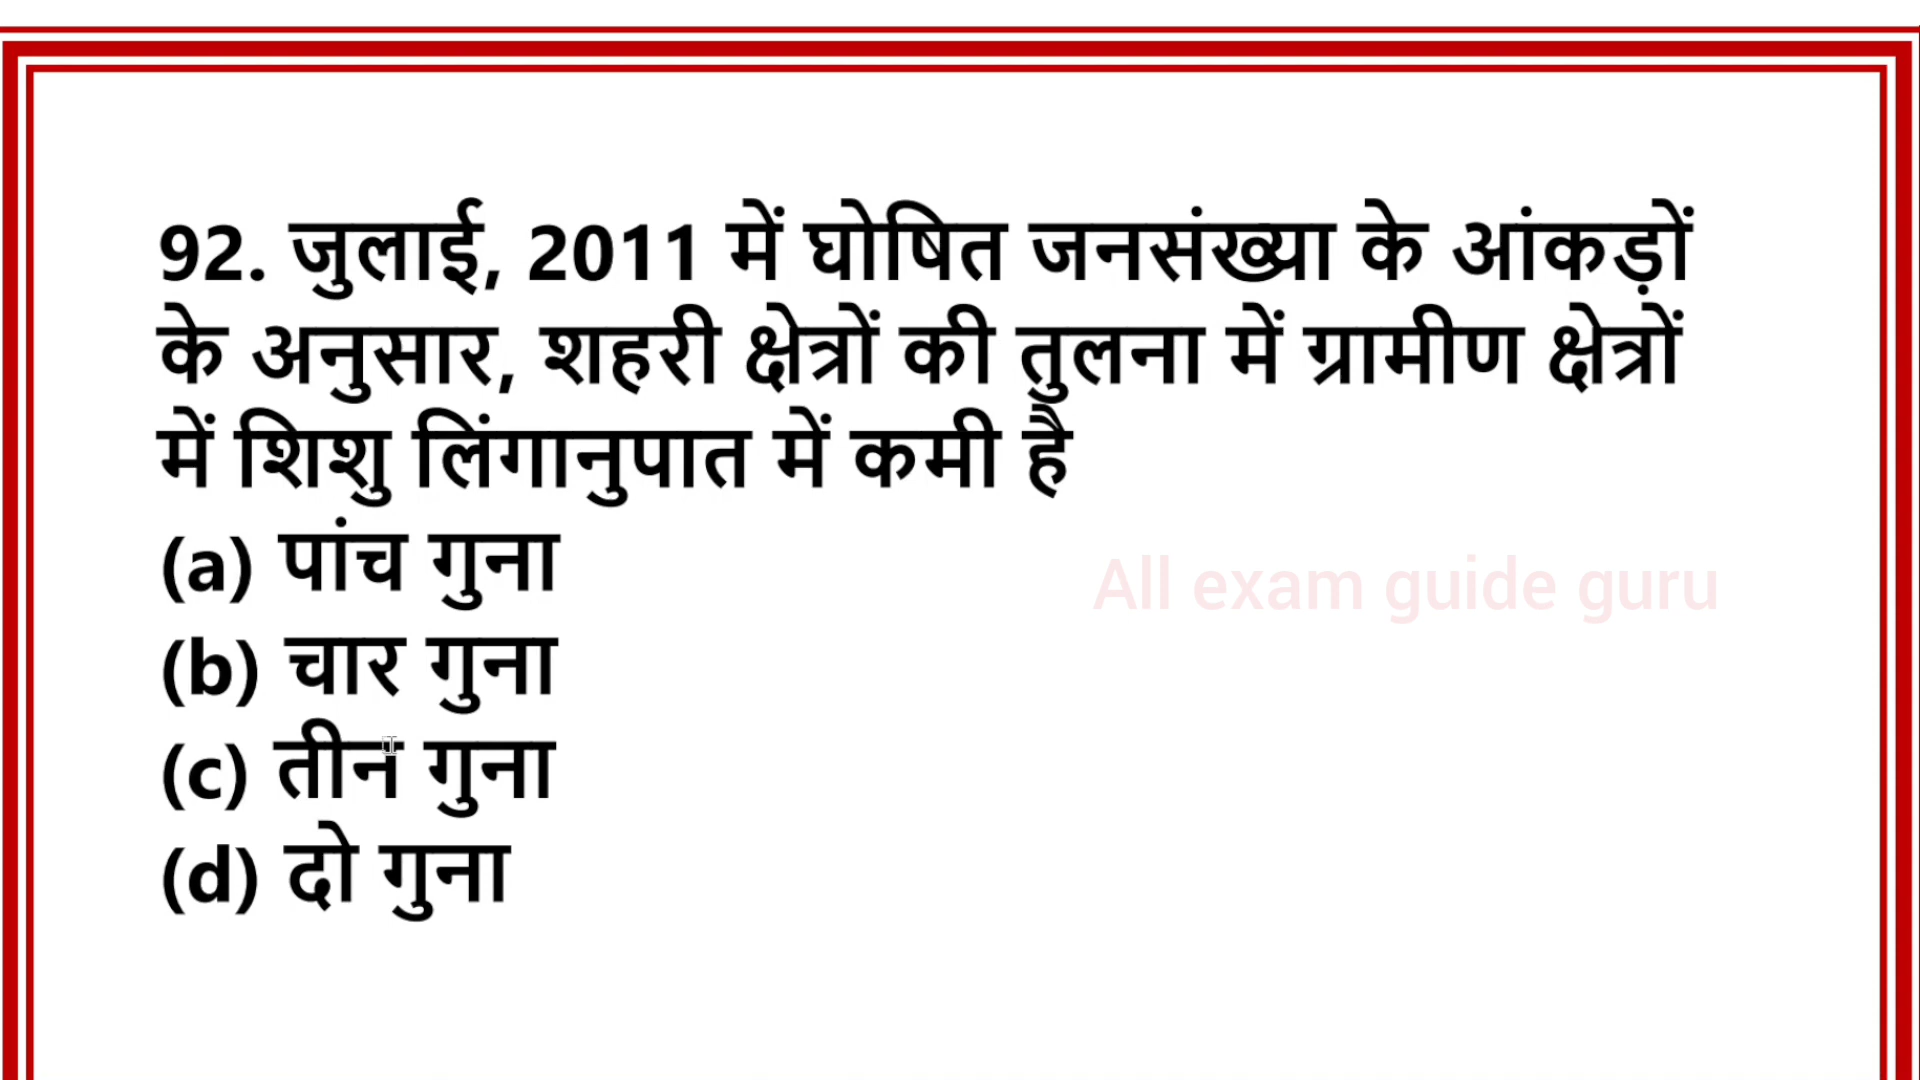 92. जुलाई, 2011 में घोषित जनसंख्या के आंकड़ों
के अनुसार, शहरी क्षेत्रों की तुलना में ग्रामीण क्षेत्रों
में शिशु लिंगानुपात में कमी है
(a) पांच गुना
All exam guide guru
(b) चार गुना
(c) तीन गुना
(d) दो गुना